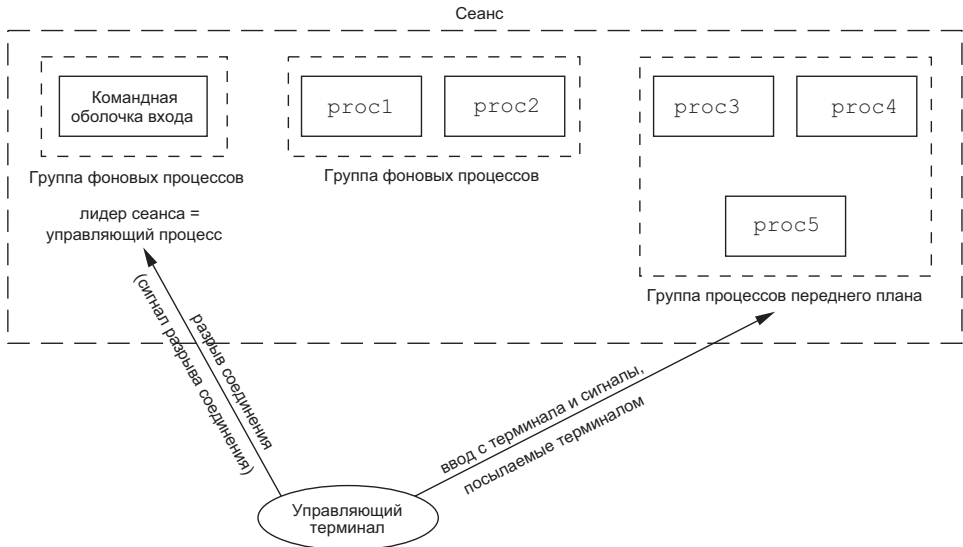 Сеанс
Командная
оболочка входа
proc1
proc2
proc3
proc4
proc5
Группа фоновых процессов
Группа фоновых процессов
Группа процессов переднего плана
лидер сеанса =
управляющий процесс
разрыв соединения
(сигнал разрыва соединения)
ввод с терминала и сигналы,
посылаемые терминалом
Управляющий
терминал